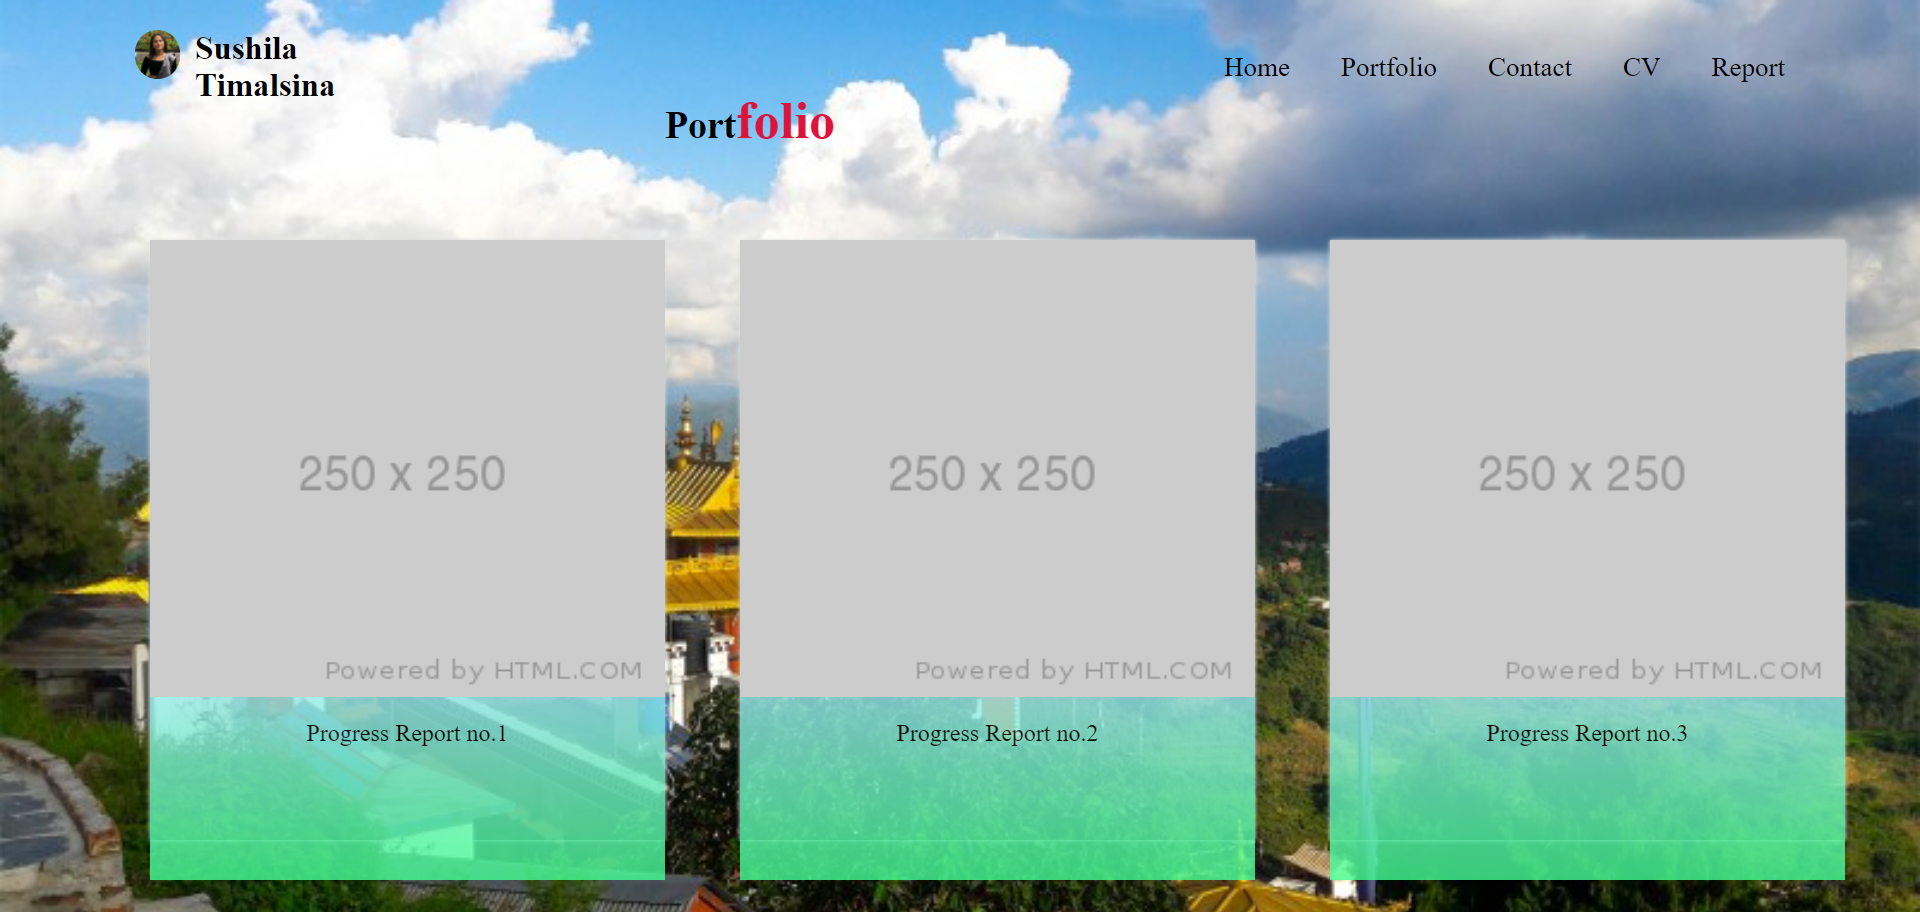 Sushila
Timalsina
Home Portfolio Contact CV Report
Portfolio
250 x 250
250 x 250
250 x 250
Powered by HTML.COM
Powered by HTML.COM
Powered by HTML.COM
Progress Report no.1
Progress Report no.2
Progress Report no.3